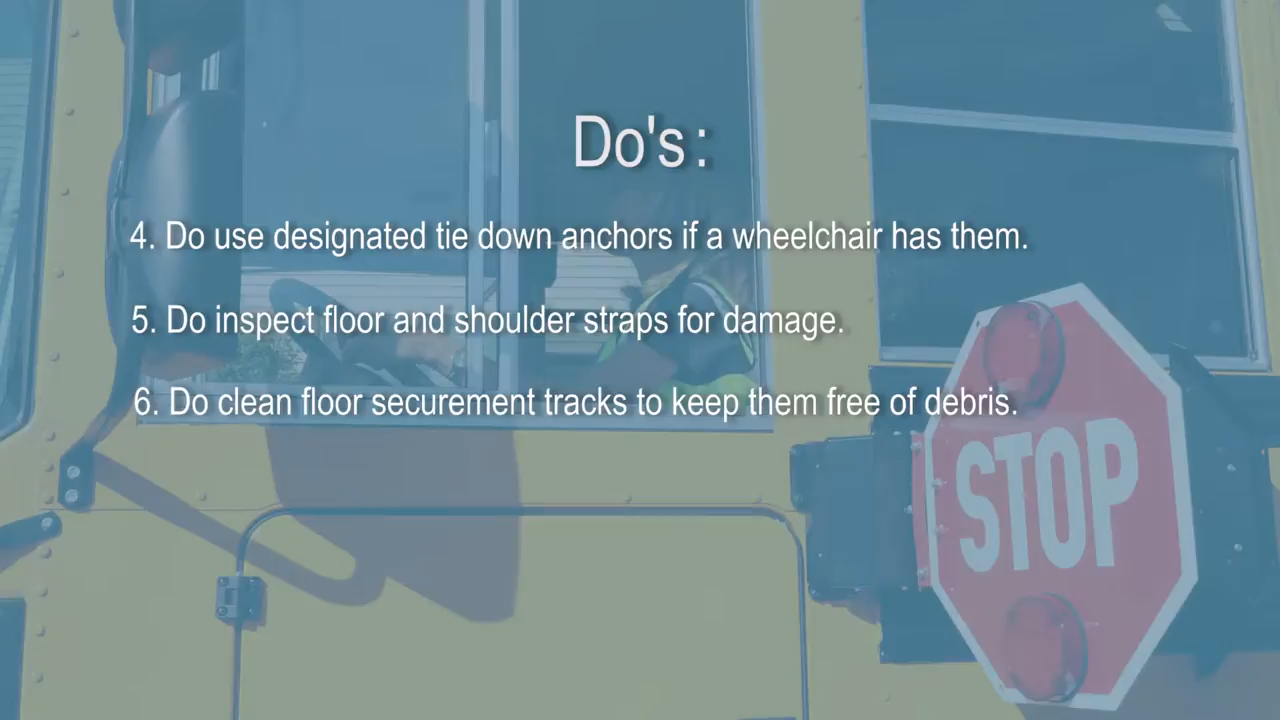 Do's:
4. Do use designated tie down anchors if a wheelchair has them.
5. Do inspect floor and shoulder straps for damage.
6. Do clean floor securement tracks to keep them free of debris.
STOP